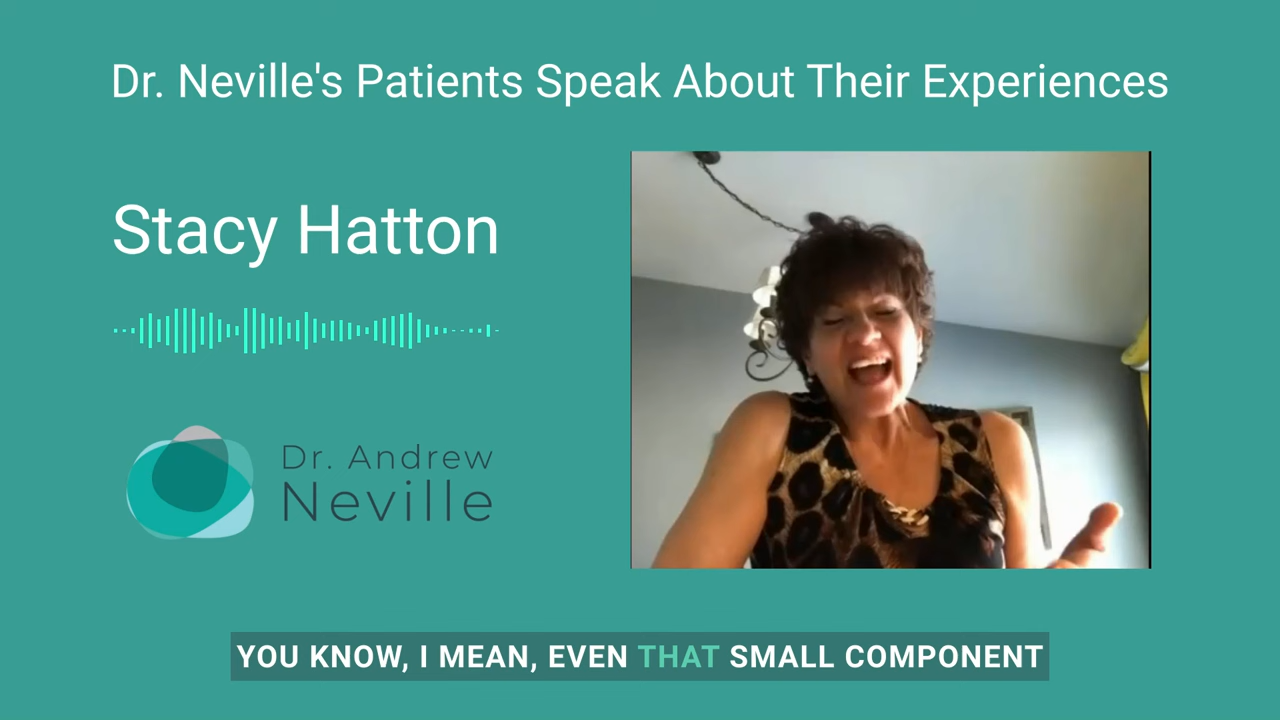 Dr. Neville's Patients Speak About Their Experiences
Stacy Hatton
Dr. Andrew
Neville
YOU KNOW, I MEAN, EVEN THAT SMALL COMPONENT